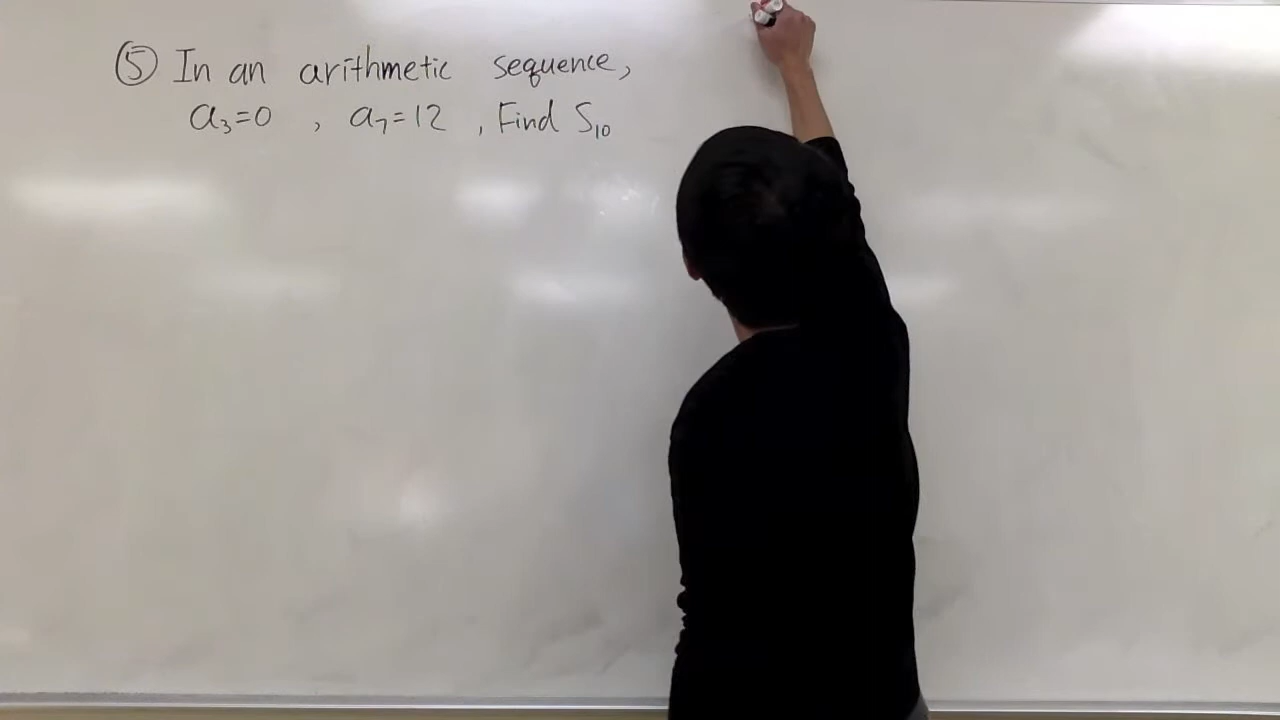 ⑤ In an arithmetic sequence,
a₃=0 , a₇=12 , Find S₁₀